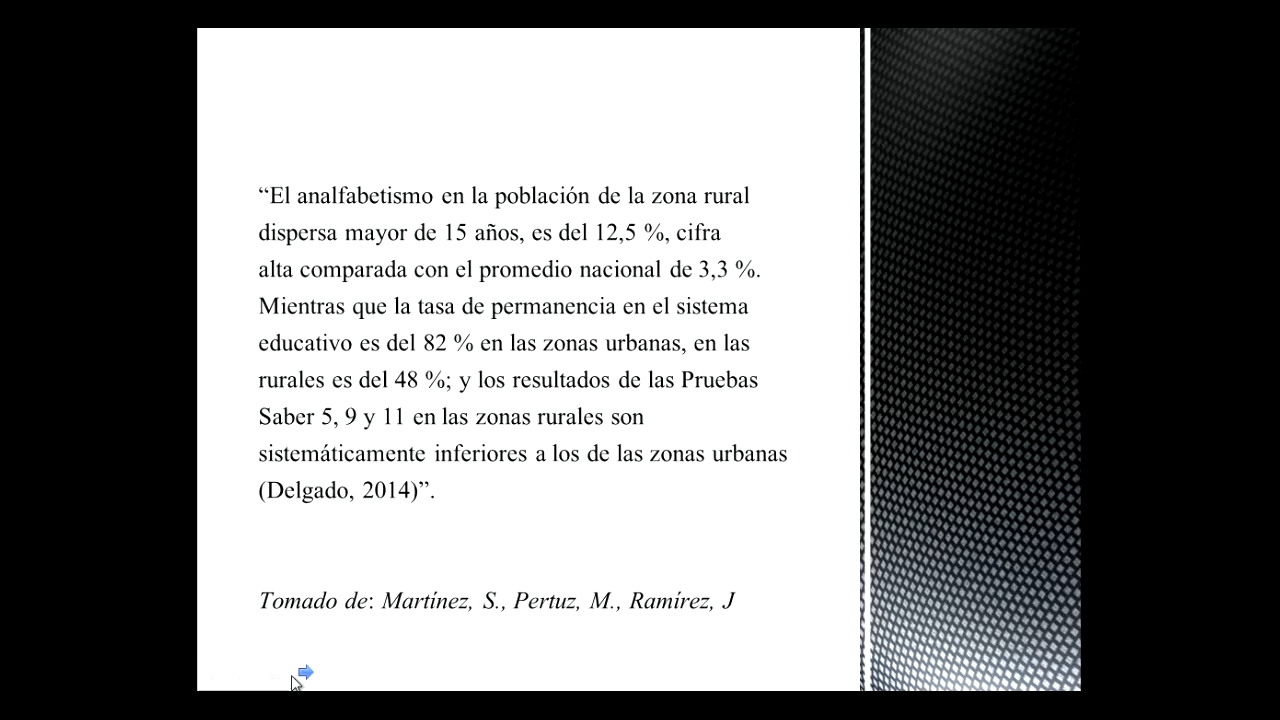 “El analfabetismo en la población de la zona rural
dispersa mayor de 15 años, es del 12,5 %, cifra
alta comparada con el promedio nacional de 3,3 %.
Mientras que la tasa de permanencia en el sistema
educativo es del 82 % en las zonas urbanas, en las
rurales es del 48 %; y los resultados de las Pruebas
Saber 5, 9 y 11 en las zonas rurales son
sistemáticamente inferiores a los de las zonas urbanas
(Delgado, 2014)”.
Tomado de: Martínez, S., Pertuz, M., Ramírez, J